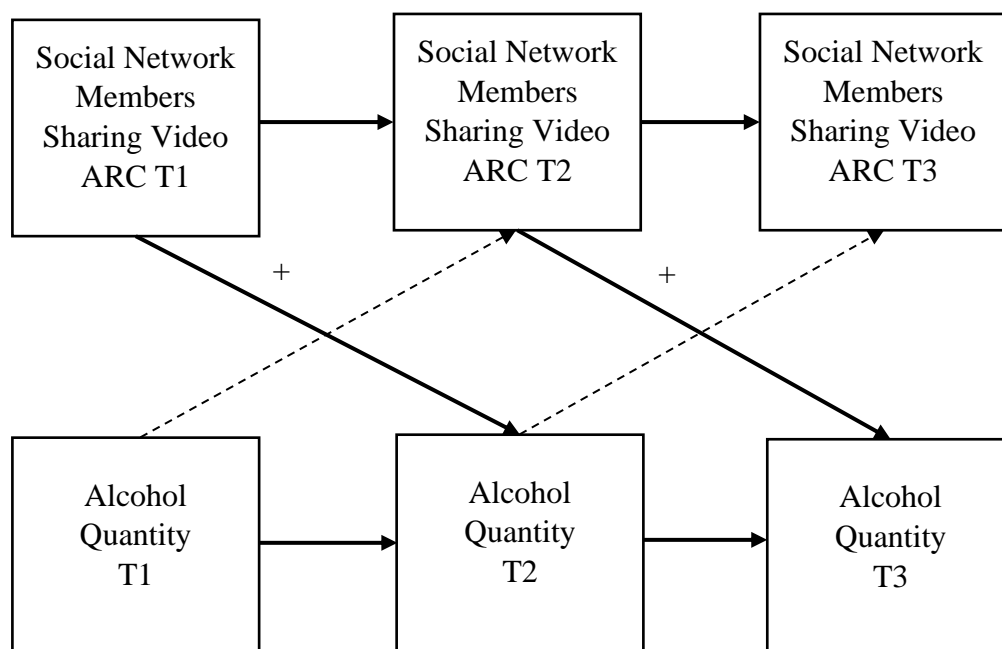 Social Network
Members
Sharing Video
ARC T1
Social Network
Members
Sharing Video
ARC T2
Social Network
Members
Sharing Video
ARC T3
+
+
Alcohol
Quantity
T1
Alcohol
Quantity
T2
Alcohol
Quantity
T3